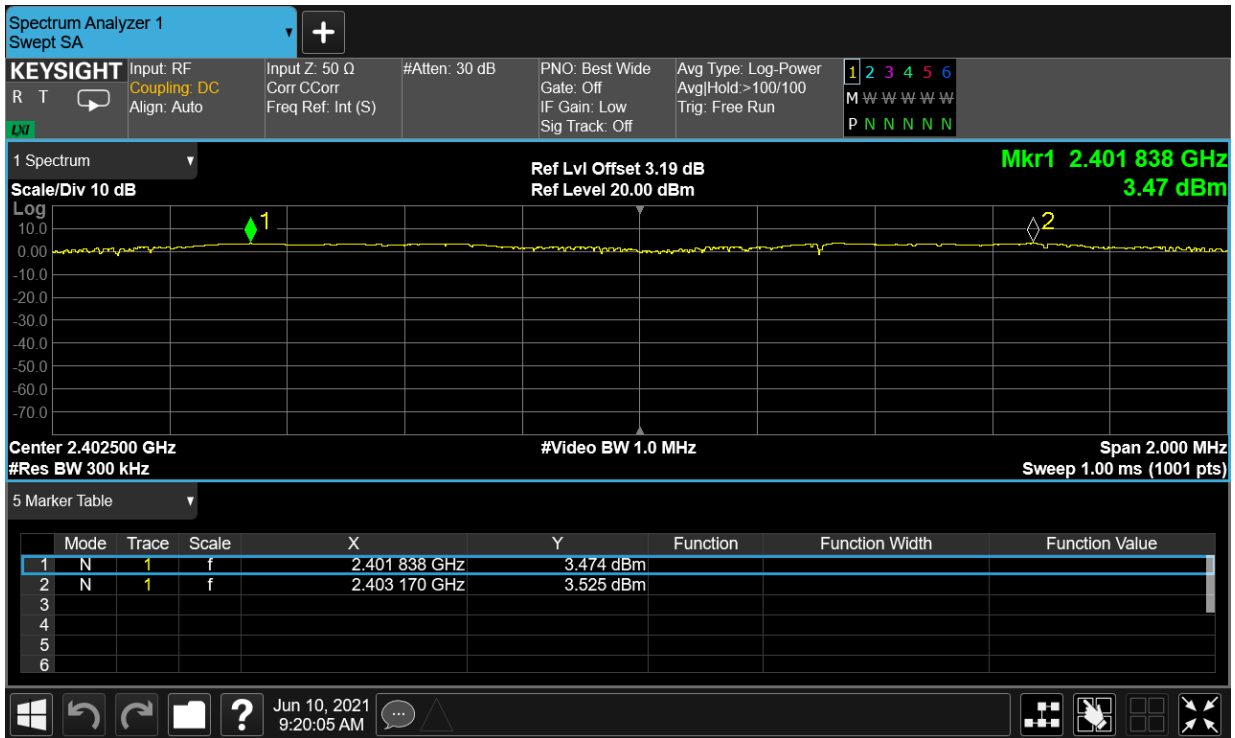 Spectrum Analyzer 1
Swept SA
+
KEYSIGHT
R T
LXI
Input: RF
Coupling: DC
Align: Auto
Input Z: 50 Ω
Corr CCorr
Freq Ref: Int (S)
#Atten: 30 dB
PNO: Best Wide
Gate: Off
IF Gain: Low
Sig Track: Off
Avg Type: Log-Power
Avg|Hold:>100/100
Trig: Free Run
1 2 3 4 5 6
M W W W W W
P N N N N N
1 Spectrum
Scale/Div 10 dB
Ref Lvl Offset 3.19 dB
Ref Level 20.00 dBm
Mkr1 2.401 838 GHz
3.47 dBm
Log
1
2
10.0
0.00
-10.0
-20.0
-30.0
-40.0
-50.0
-60.0
-70.0
Center 2.402500 GHz
#Video BW 1.0 MHz
Span 2.000 MHz
#Res BW 300 kHz
Sweep 1.00 ms (1001 pts)
5 Marker Table
Mode Trace Scale X Y Function Function Width Function Value
1 N 1 f 2.401 838 GHz 3.474 dBm
2 N 1 f 2.403 170 GHz 3.525 dBm
3
4
5
6
?
Jun 10, 2021
9:20:05 AM